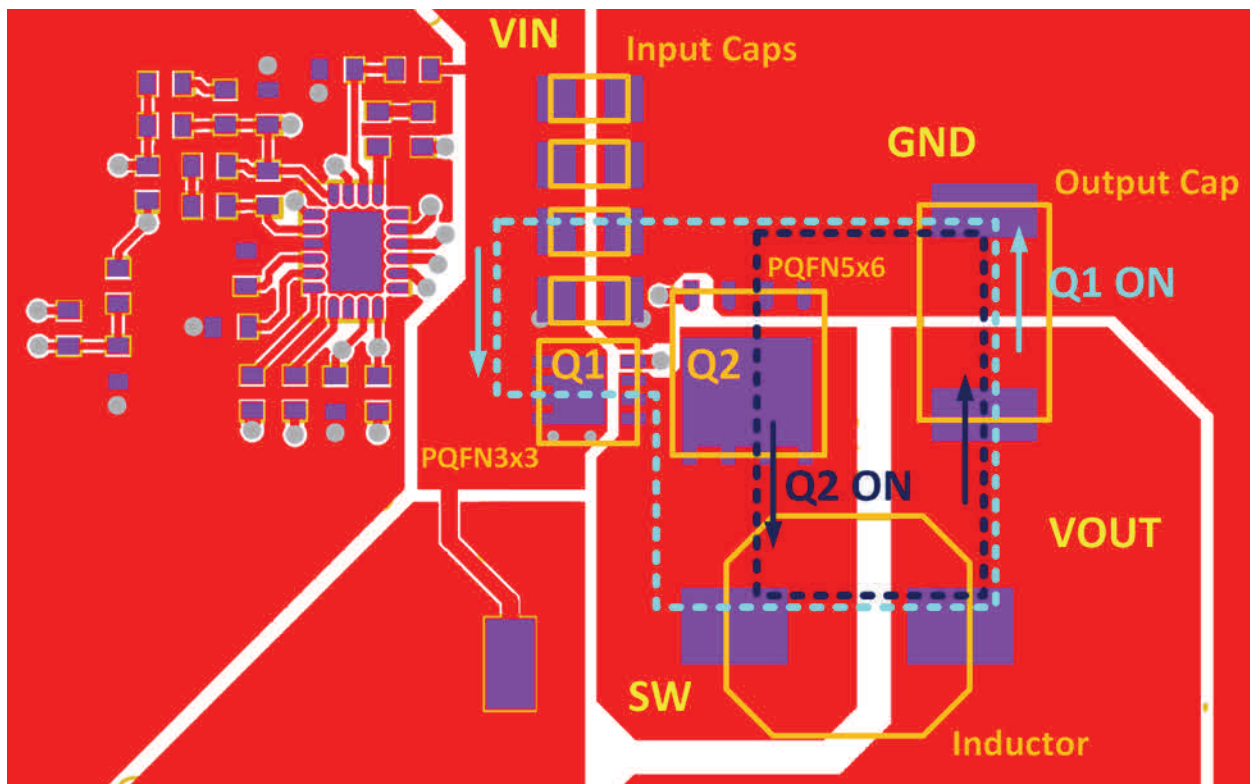 VIN
Input Caps
GND
Output Cap
PQFN5x6
Q1 ON
Q1
Q2
PQFN3x3
Q2 ON
VOUT
SW
Inductor